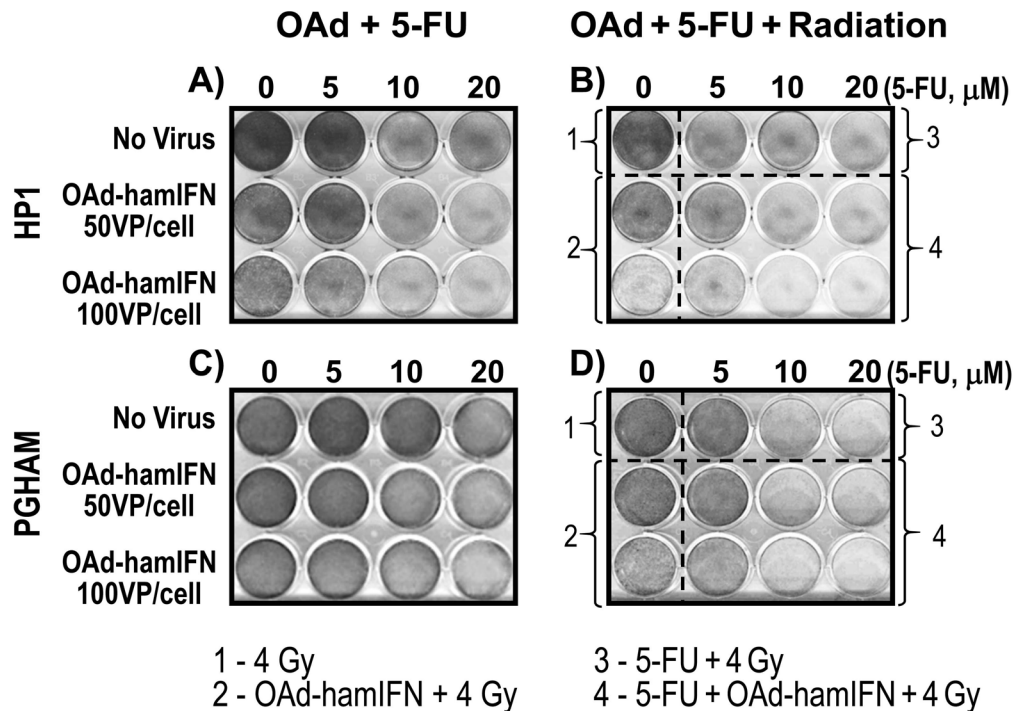 OAd + 5-FU
OAd + 5-FU + Radiation
A)
0 5 10 20
B)
0 5 10 20 (5-FU, μM)
HP1
No Virus
OAd-hamIFN
50VP/cell
OAd-hamIFN
100VP/cell
1
2
3
4
C)
0 5 10 20
D)
0 5 10 20 (5-FU, μM)
PGHAM
No Virus
OAd-hamIFN
50VP/cell
OAd-hamIFN
100VP/cell
1
2
3
4
1 - 4 Gy
2 - OAd-hamIFN + 4 Gy
3 - 5-FU + 4 Gy
4 - 5-FU + OAd-hamIFN + 4 Gy